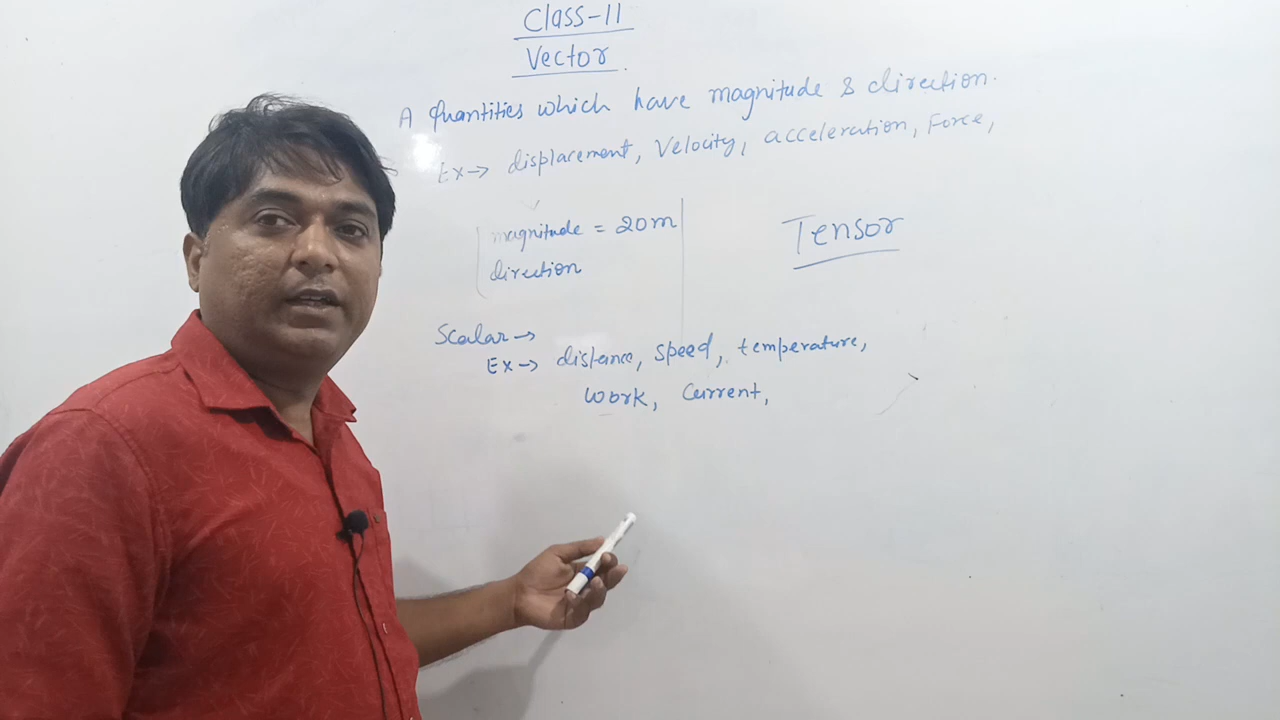 Class-11
Vector
A Quantities which have magnitude & direction.
Ex→ displacement, Velocity, acceleration, Force,
magnitude = 20m
direction
Tensor
Scalar→
Ex→ distance, speed, temperature,
work, Current,